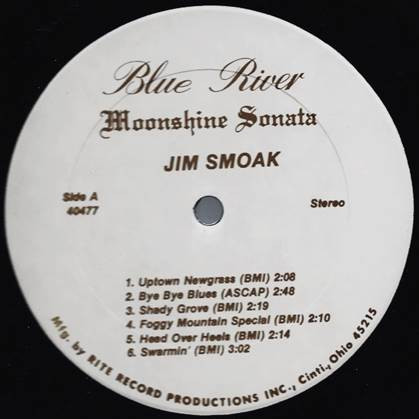 Blue River
Moonshine Sonata
JIM SMOAK
Side A
40477
Stereo
1. Uptown Newgrass (BMI) 2:08
2. Bye Bye Blues (ASCAP) 2:48
3. Shady Grove (BMI) 2:19
4. Foggy Mountain Special (BMI) 2:10
5. Head Over Heels (BMI) 2:14
6. Swarmin' (BMI) 3:02
Mfg. by RITE RECORD PRODUCTIONS INC., Cinti., Ohio 45215